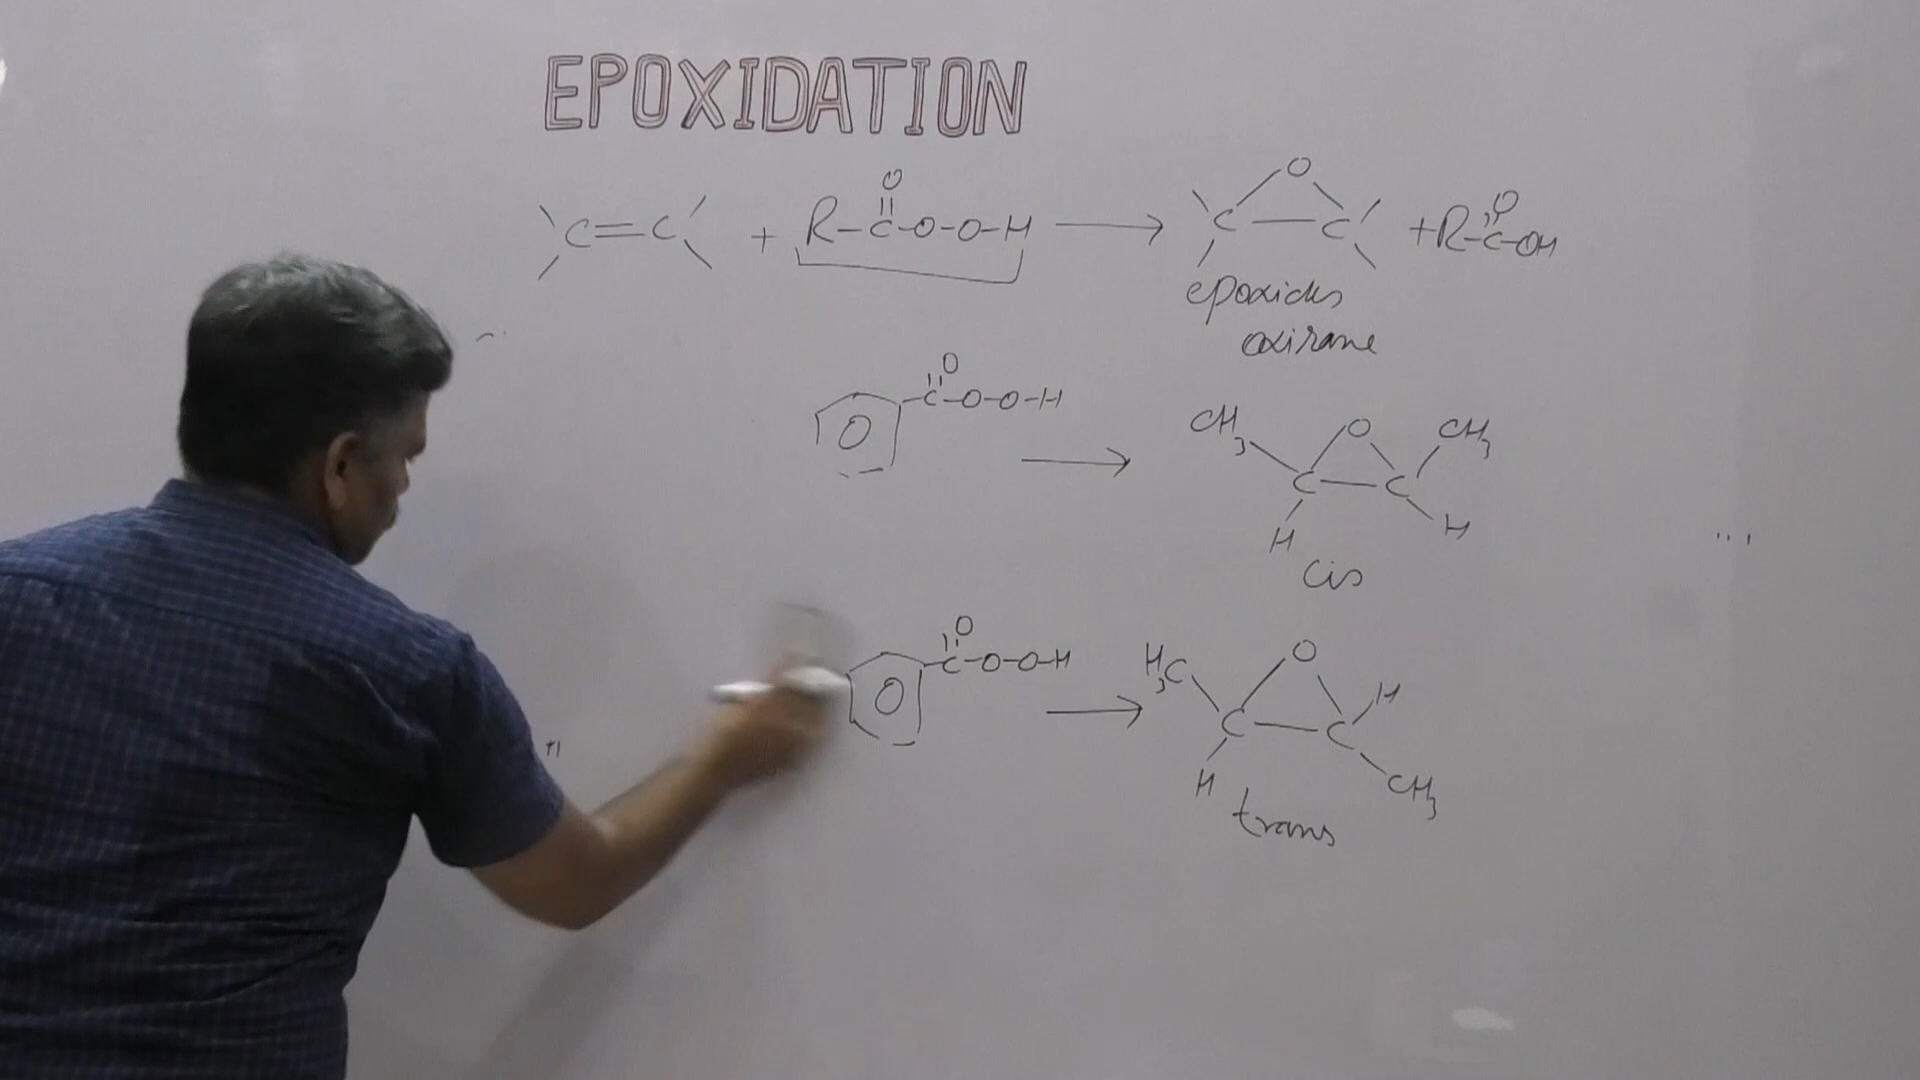 EPOXIDATION
C=C + R-C(=O)-O-O-H → C-C O + R-C(=O)-OH
epoxides
oxirane
C(=O)-O-O-H → CH3 C-C O CH3 H H
cis
C(=O)-O-O-H → H3C C-C O H H CH3
trans